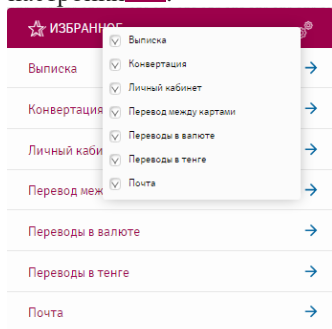 ИЗБРАННОЕ
Выписка
Конвертация
Личный кабинет
Перевод между картами
Переводы в валюте
Переводы в тенге
Почта
Выписка
Конвертация
Личный каби
Перевод меж
Переводы в валюте
Переводы в тенге
Почта